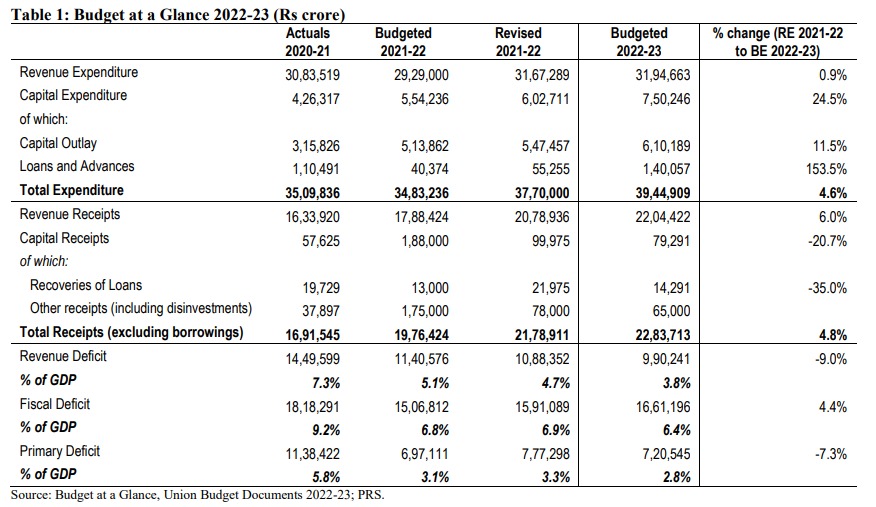 Table 1: Budget at a Glance 2022-23 (Rs crore)
Actuals 2020-21 Budgeted 2021-22 Revised 2021-22 Budgeted 2022-23 % change (RE 2021-22 to BE 2022-23)
Revenue Expenditure 30,83,519 29,29,000 31,67,289 31,94,663 0.9%
Capital Expenditure 4,26,317 5,54,236 6,02,711 7,50,246 24.5%
of which:
Capital Outlay 3,15,826 5,13,862 5,47,457 6,10,189 11.5%
Loans and Advances 1,10,491 40,374 55,255 1,40,057 153.5%
Total Expenditure 35,09,836 34,83,236 37,70,000 39,44,909 4.6%
Revenue Receipts 16,33,920 17,88,424 20,78,936 22,04,422 6.0%
Capital Receipts 57,625 1,88,000 99,975 79,291 -20.7%
of which:
Recoveries of Loans 19,729 13,000 21,975 14,291 -35.0%
Other receipts (including disinvestments) 37,897 1,75,000 78,000 65,000
Total Receipts (excluding borrowings) 16,91,545 19,76,424 21,78,911 22,83,713 4.8%
Revenue Deficit 14,49,599 11,40,576 10,88,352 9,90,241 -9.0%
% of GDP 7.3% 5.1% 4.7% 3.8%
Fiscal Deficit 18,18,291 15,06,812 15,91,089 16,61,196 4.4%
% of GDP 9.2% 6.8% 6.9% 6.4%
Primary Deficit 11,38,422 6,97,111 7,77,298 7,20,545 -7.3%
% of GDP 5.8% 3.1% 3.3% 2.8%
Source: Budget at a Glance, Union Budget Documents 2022-23; PRS.